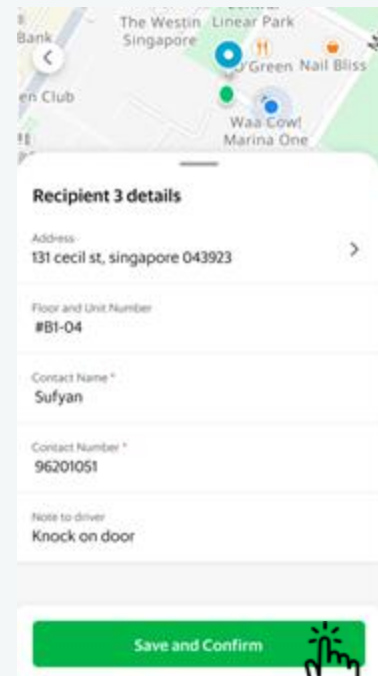 Bank
The Westin
Singapore
Linear Park
O'Green
Nail Bliss
en Club
Waa Cow!
Marina One
Recipient 3 details
Address
131 cecil st, singapore 043923
Floor and Unit Number
#B1-04
Contact Name *
Sufyan
Contact Number *
96201051
Note to driver
Knock on door
Save and Confirm